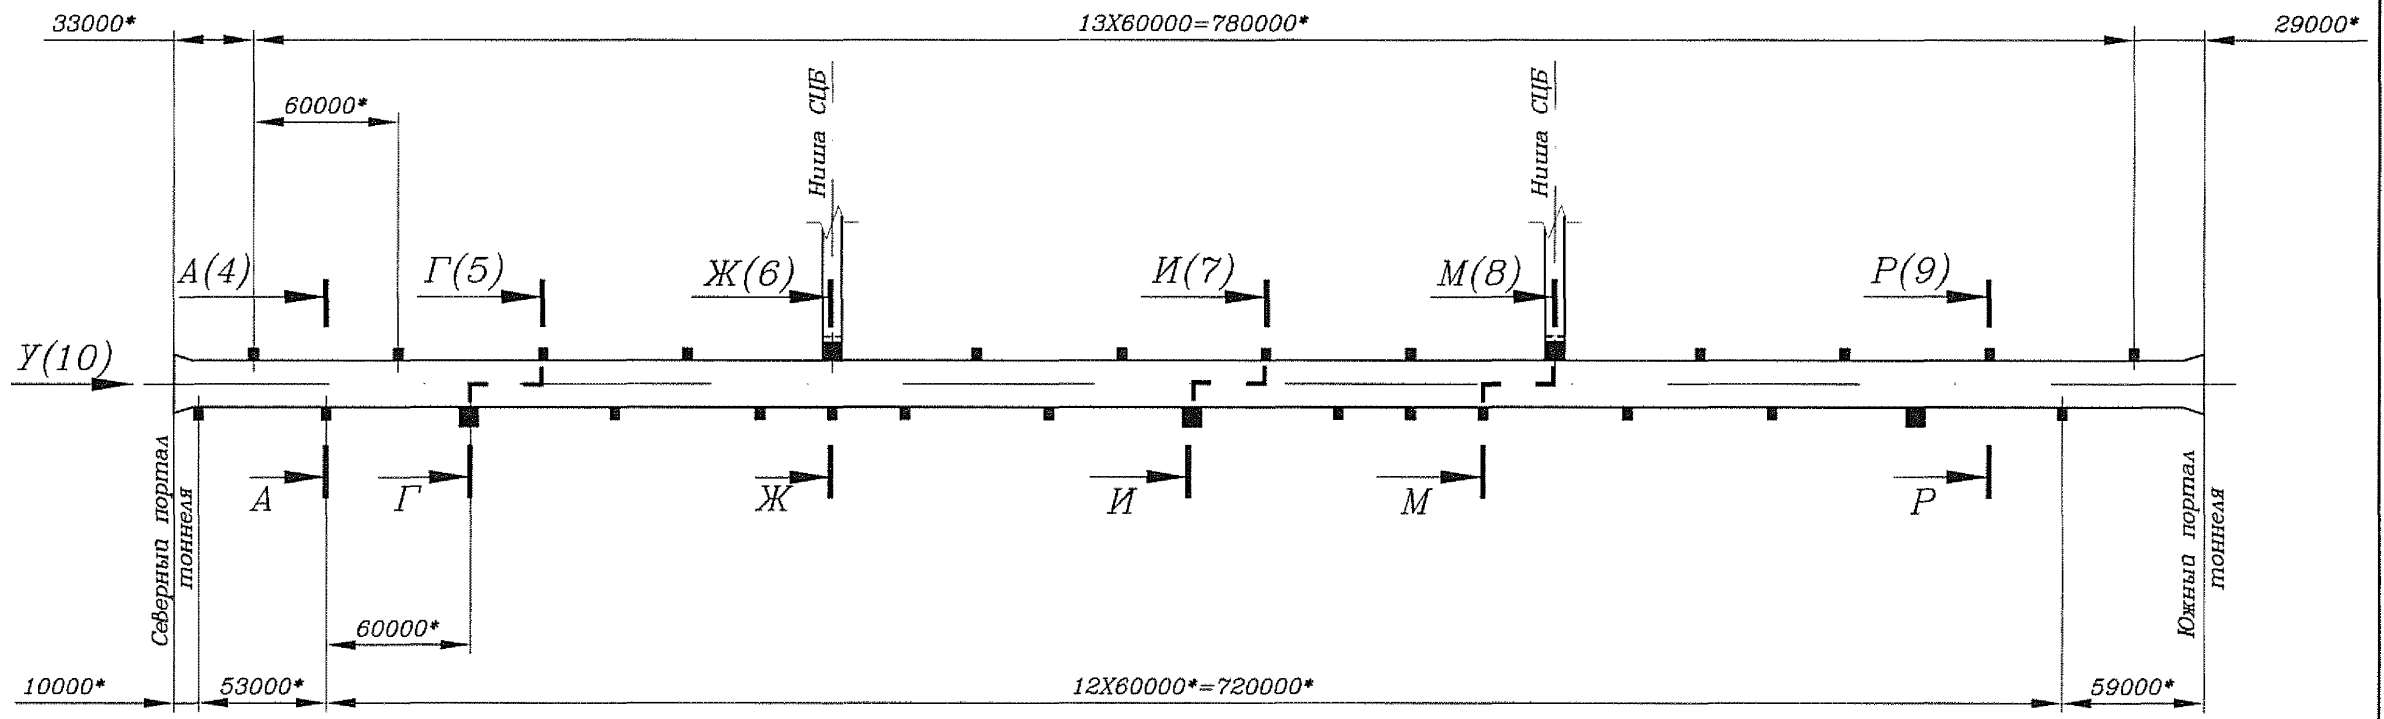 33000*
13X60000=780000*
29000*
60000*
Ниша СЦБ
Ниша СЦБ
А(4)
Г(5)
Ж(6)
И(7)
М(8)
Р(9)
У(10)
А
Г
Ж
И
М
Р
Северный портал
тоннеля
Южный портал
тоннеля
60000*
10000*
53000*
12X60000*=720000*
59000*